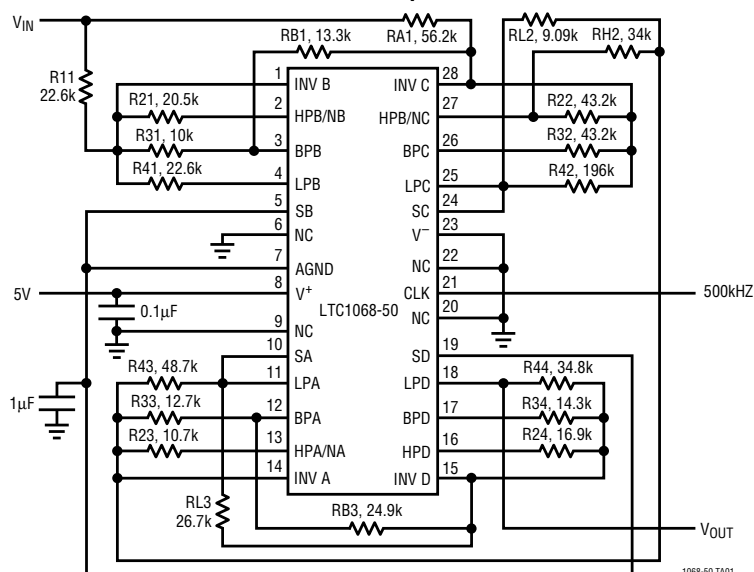 VIN
RB1, 13.3k
RA1, 56.2k
RL2, 9.09k
RH2, 34k
R11
22.6k
1
INV B
INV C
28
R21, 20.5k
2
HPB/NB
HPB/NC
27
R22, 43.2k
R31, 10k
3
BPB
BPC
26
R32, 43.2k
R41, 22.6k
4
LPB
LPC
25
R42, 196k
5
SB
SC
24
6
NC
V−
23
7
AGND
NC
22
5V
8
V+
CLK
21
500kHZ
LTC1068-50
0.1µF
9
NC
NC
20
10
SA
SD
19
R43, 48.7k
11
LPA
LPD
18
R44, 34.8k
1µF
R33, 12.7k
12
BPA
BPD
17
R34, 14.3k
R23, 10.7k
13
HPA/NA
HPD
16
R24, 16.9k
14
INV A
INV D
15
RL3
26.7k
RB3, 24.9k
VOUT
1068-50 TA01